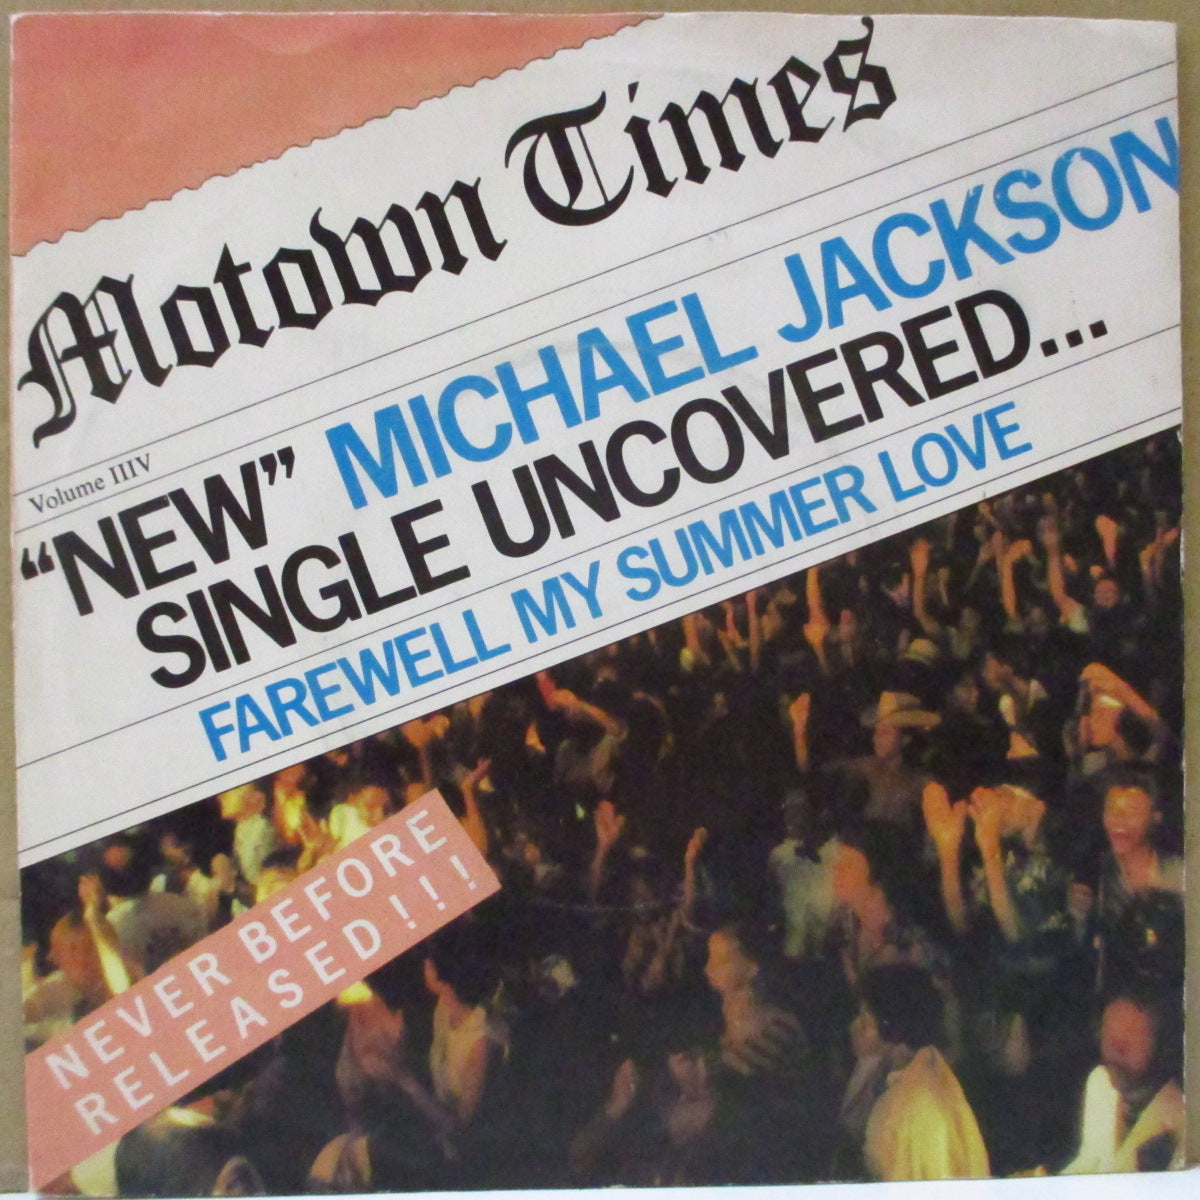 Motown Times
Volume IIIV
“NEW” MICHAEL JACKSON
SINGLE UNCOVERED...
FAREWELL MY SUMMER LOVE
NEVER BEFORE
RELEASED!!!